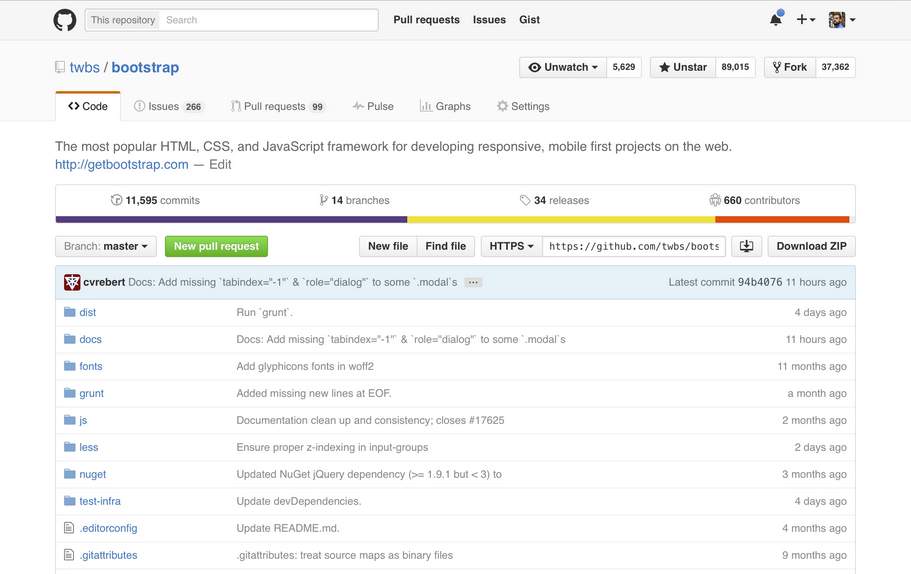 This repository Search Pull requests Issues Gist
twbs / bootstrap Unwatch 5,629 Unstar 89,015 Fork 37,362
Code Issues 266 Pull requests 99 Pulse Graphs Settings
The most popular HTML, CSS, and JavaScript framework for developing responsive, mobile first projects on the web.
http://getbootstrap.com — Edit
11,595 commits 14 branches 34 releases 660 contributors
Branch: master New pull request New file Find file HTTPS https://github.com/twbs/boots Download ZIP
cvrebert Docs: Add missing `tabindex="-1"` & `role="dialog"` to some `.modal`s … Latest commit 94b4076 11 hours ago
dist Run `grunt`. 4 days ago
docs Docs: Add missing `tabindex="-1"` & `role="dialog"` to some `.modal`s 11 hours ago
fonts Add glyphicons fonts in woff2 11 months ago
grunt Added missing new lines at EOF. a month ago
js Documentation clean up and consistency; closes #17625 2 months ago
less Ensure proper z-indexing in input-groups 2 days ago
nuget Updated NuGet jQuery dependency (>= 1.9.1 but < 3) to 3 months ago
test-infra Update devDependencies. 4 days ago
.editorconfig Update README.md. 4 months ago
.gitattributes .gitattributes: treat source maps as binary files 9 months ago